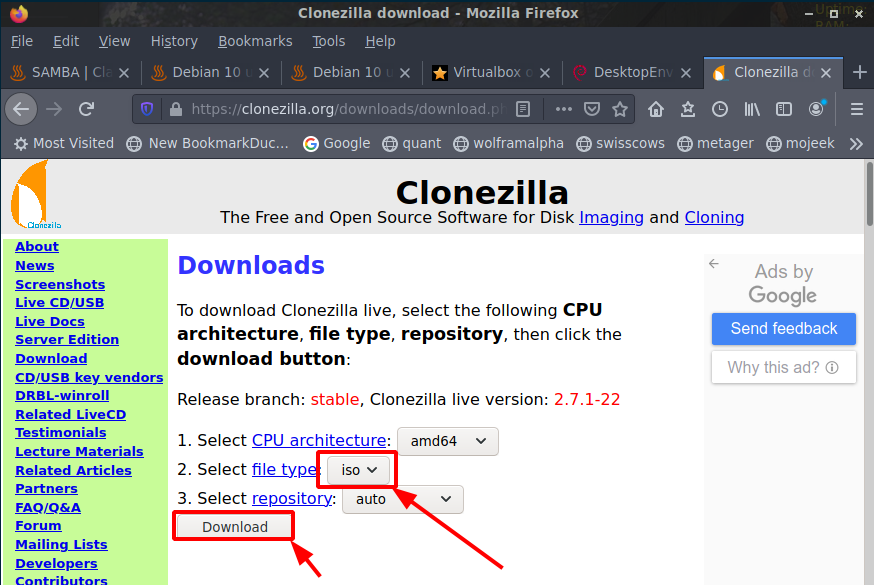 Clonezilla download - Mozilla Firefox
File Edit View History Bookmarks Tools Help
SAMBA | Cl
Debian 10 u
Debian 10 u
Virtualbox
DesktopEnv
Clonezilla d
https://clonezilla.org/downloads/download.p
Most Visited New BookmarkDuc... Google quant wolframalpha swisscows metager mojeek
Clonezilla
Clonezilla
The Free and Open Source Software for Disk Imaging and Cloning
About
News
Screenshots
Live CD/USB
Live Docs
Server Edition
Download
CD/USB key vendors
DRBL-winroll
Related LiveCD
Testimonials
Lecture Materials
Related Articles
Partners
FAQ/Q&A
Forum
Mailing Lists
Developers
Contributors
Downloads
To download Clonezilla live, select the following CPU
architecture, file type, repository, then click the
download button:
Release branch: stable, Clonezilla live version: 2.7.1-22
1. Select CPU architecture: amd64
2. Select file type: iso
3. Select repository: auto
Download
Ads by
Google
Send feedback
Why this ad?